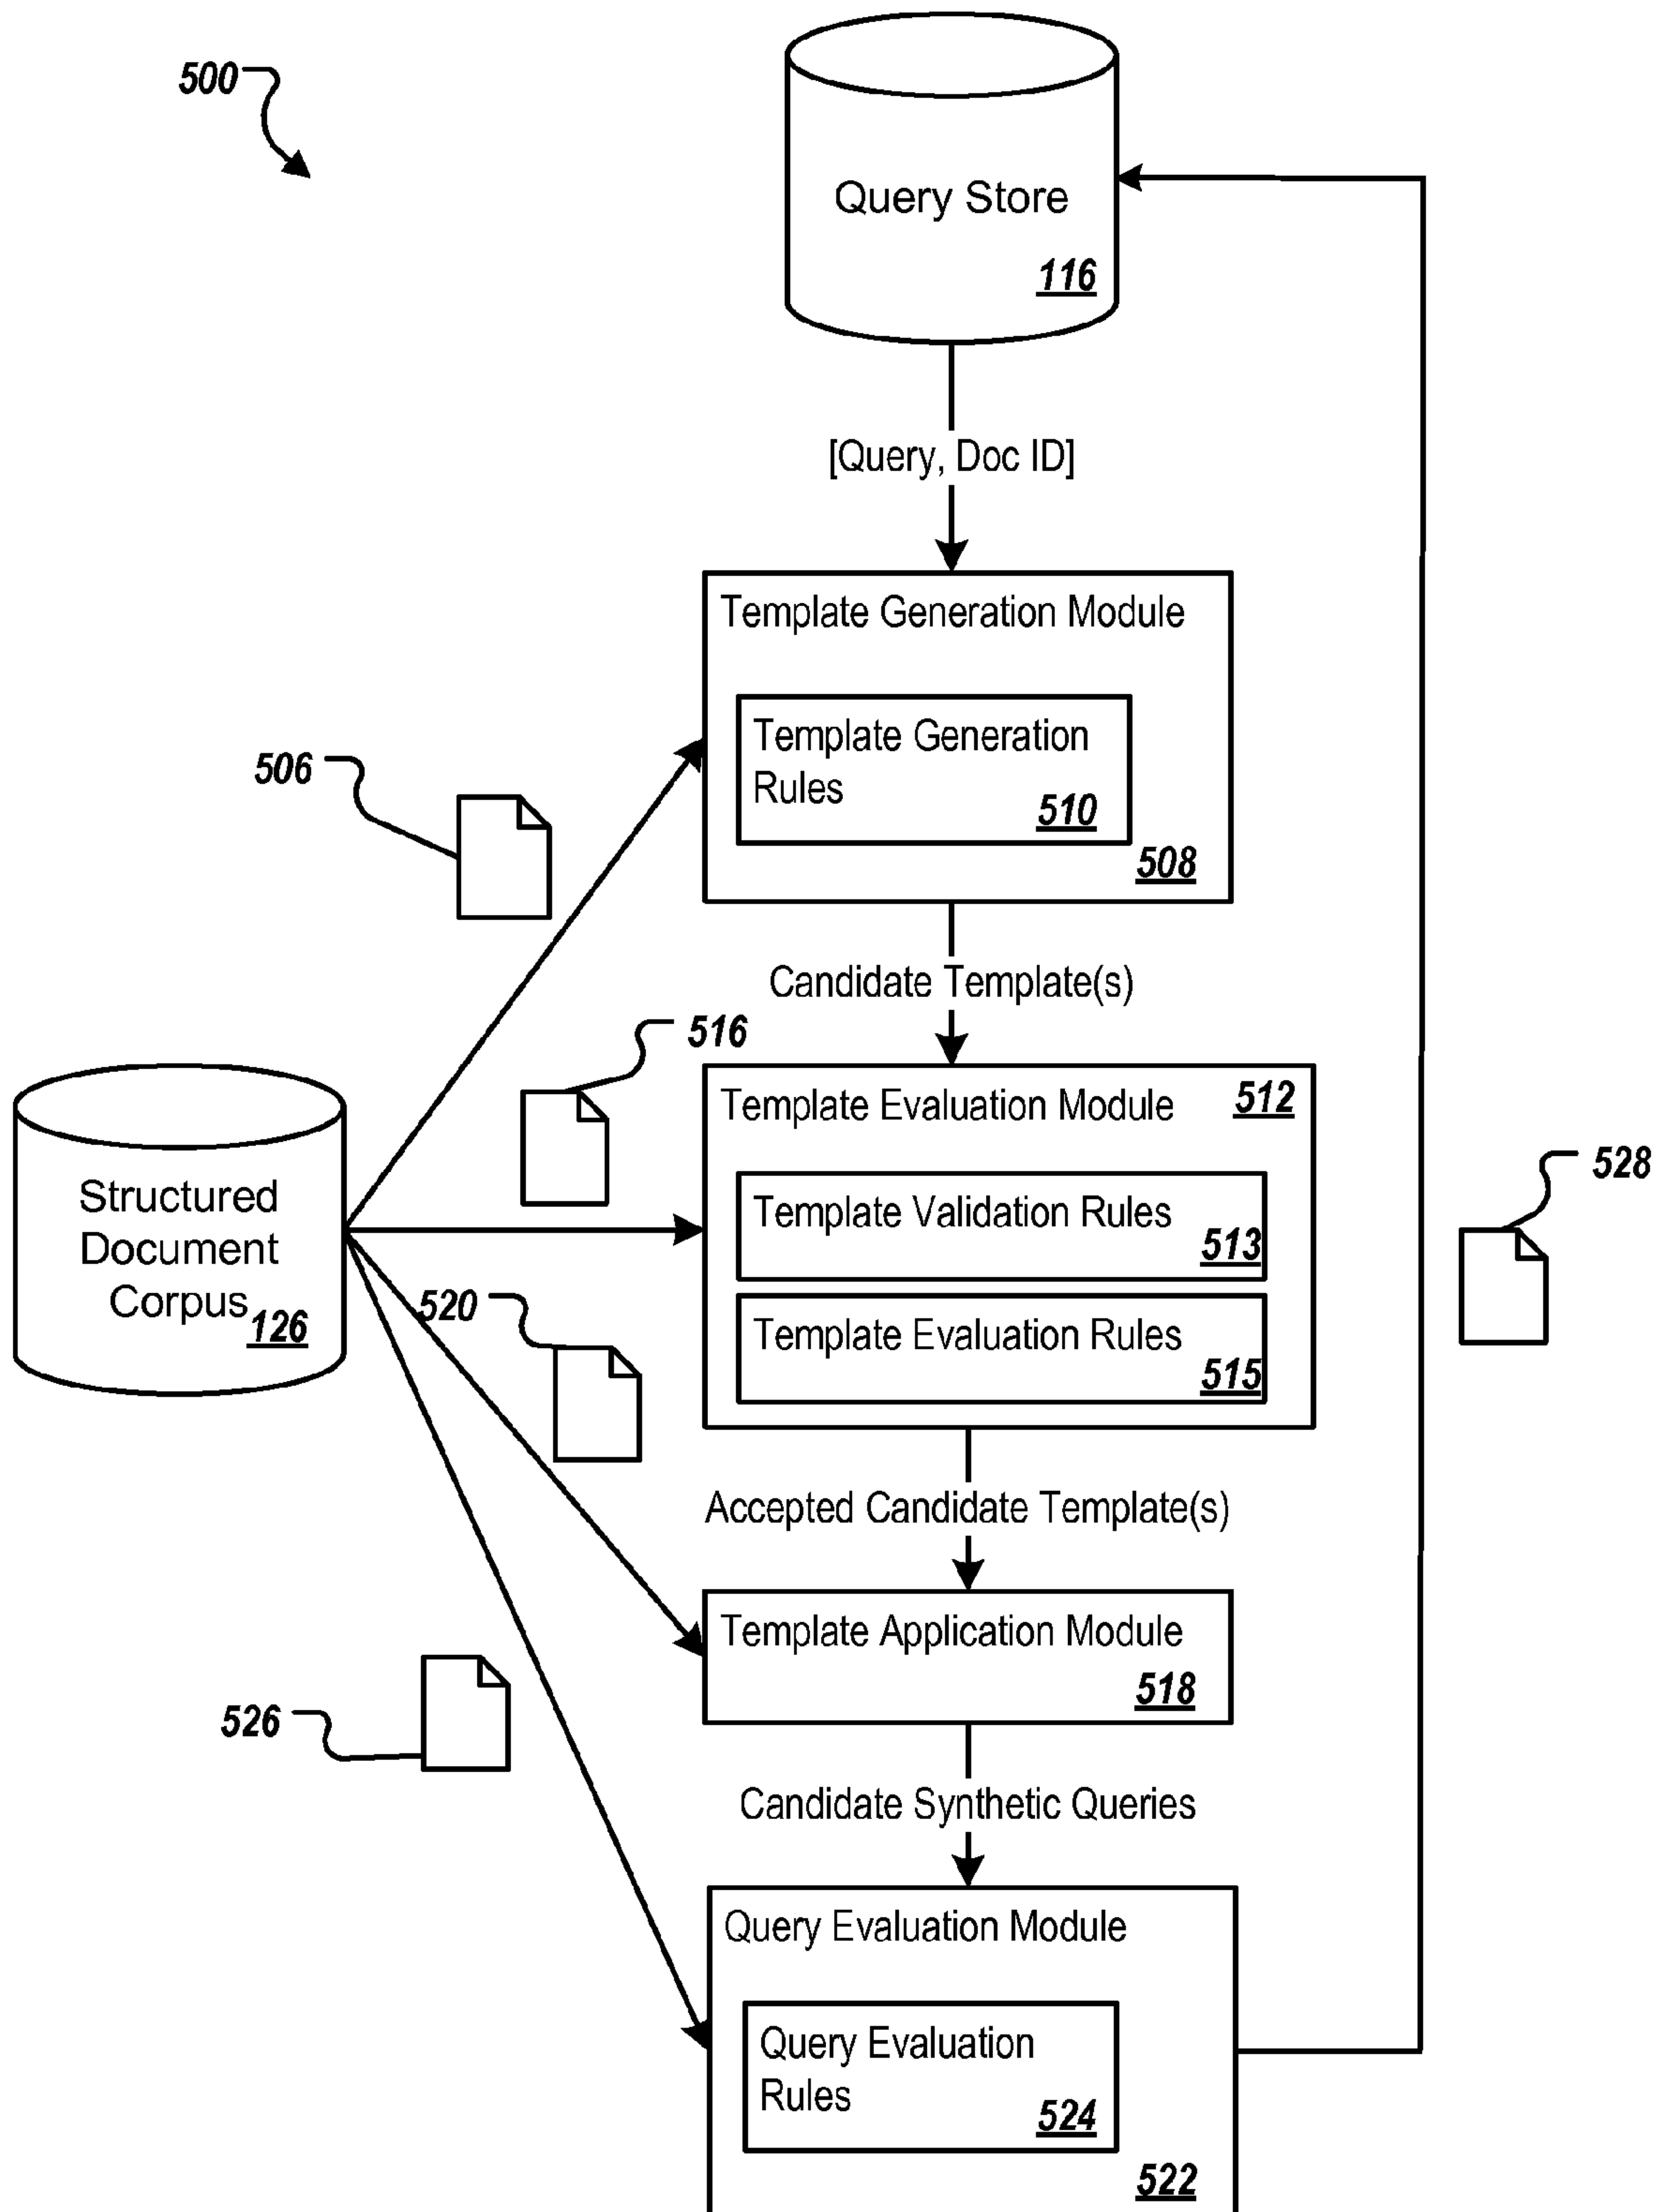 500
Query Store
116
[Query, Doc ID]
Template Generation Module
Template Generation
Rules
510
508
506
Candidate Template(s)
516
Template Evaluation Module
512
Template Validation Rules
513
Template Evaluation Rules
515
528
Structured
Document
Corpus
126
520
Accepted Candidate Template(s)
Template Application Module
518
526
Candidate Synthetic Queries
Query Evaluation Module
Query Evaluation
Rules
524
522